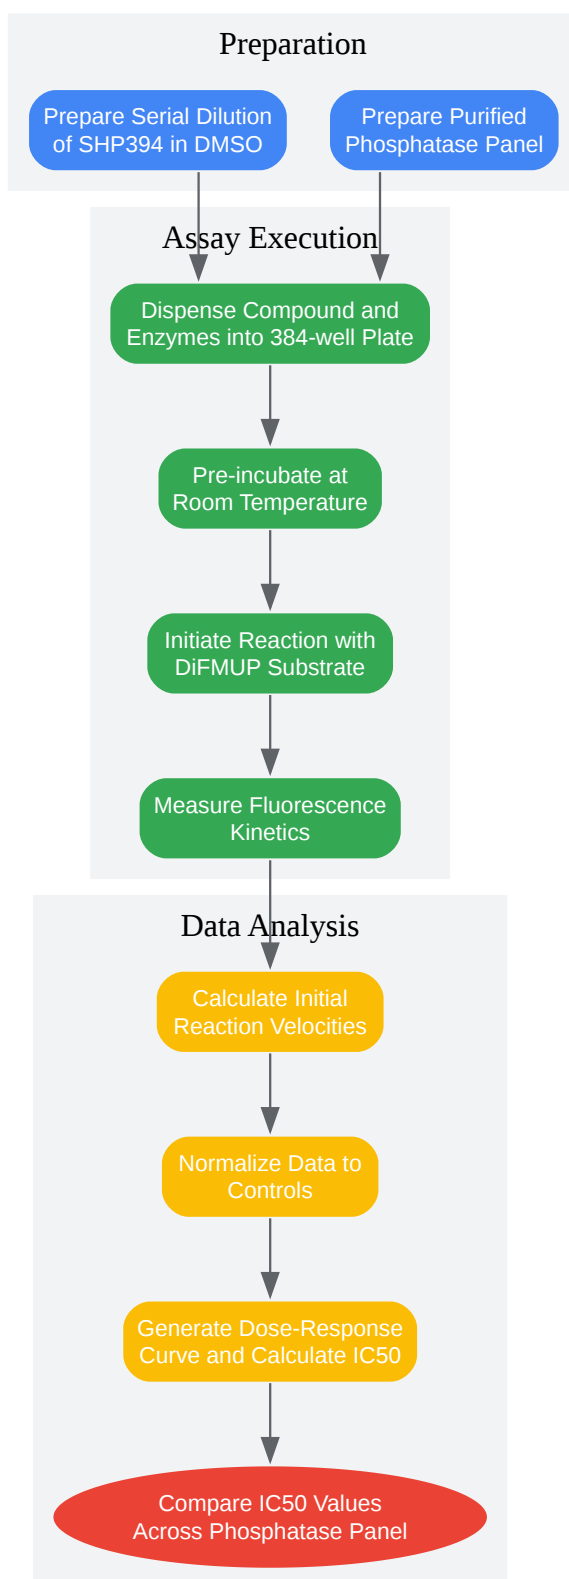 Preparation
Prepare Serial Dilution
of SHP394 in DMSO
Prepare Purified
Phosphatase Panel
Assay Execution
Dispense Compound and
Enzymes into 384-well Plate
Pre-incubate at
Room Temperature
Initiate Reaction with
DiFMUP Substrate
Measure Fluorescence
Kinetics
Data Analysis
Calculate Initial
Reaction Velocities
Normalize Data to
Controls
Generate Dose-Response
Curve and Calculate IC50
Compare IC50 Values
Across Phosphatase Panel